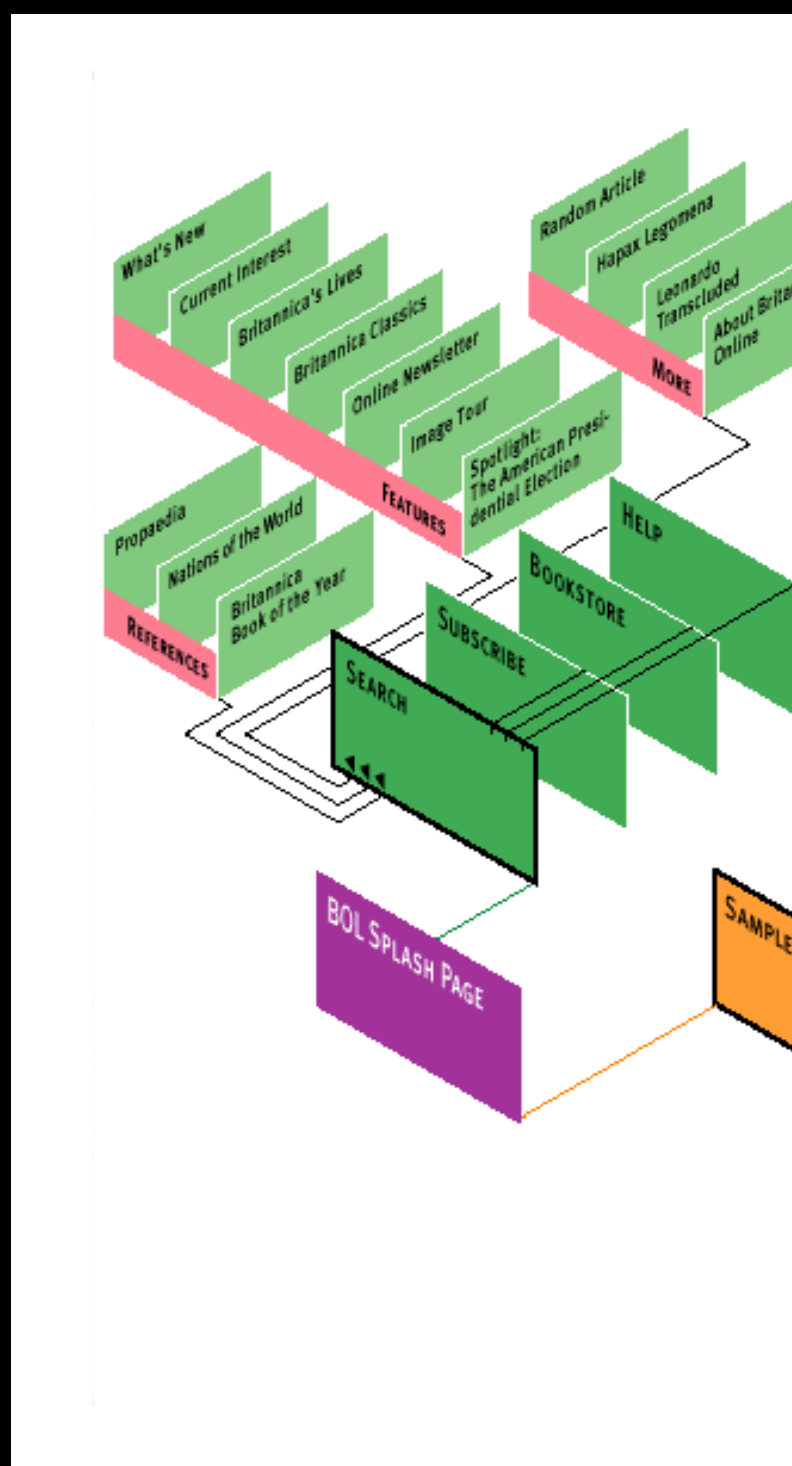 What's New
Current Interest
Britannica's Lives
Britannica Classics
Online Newsletter
Image Tour
Spotlight:
The American Presi-
dential Election
FEATURES
Random Article
Hapax Legomena
Leonardo
Transcluded
About
Online
MORE
Propaedia
Nations of the World
Britannica
Book of the Year
REFERENCES
HELP
BOOKSTORE
SUBSCRIBE
SEARCH
BOL SPLASH PAGE
SAMPLE